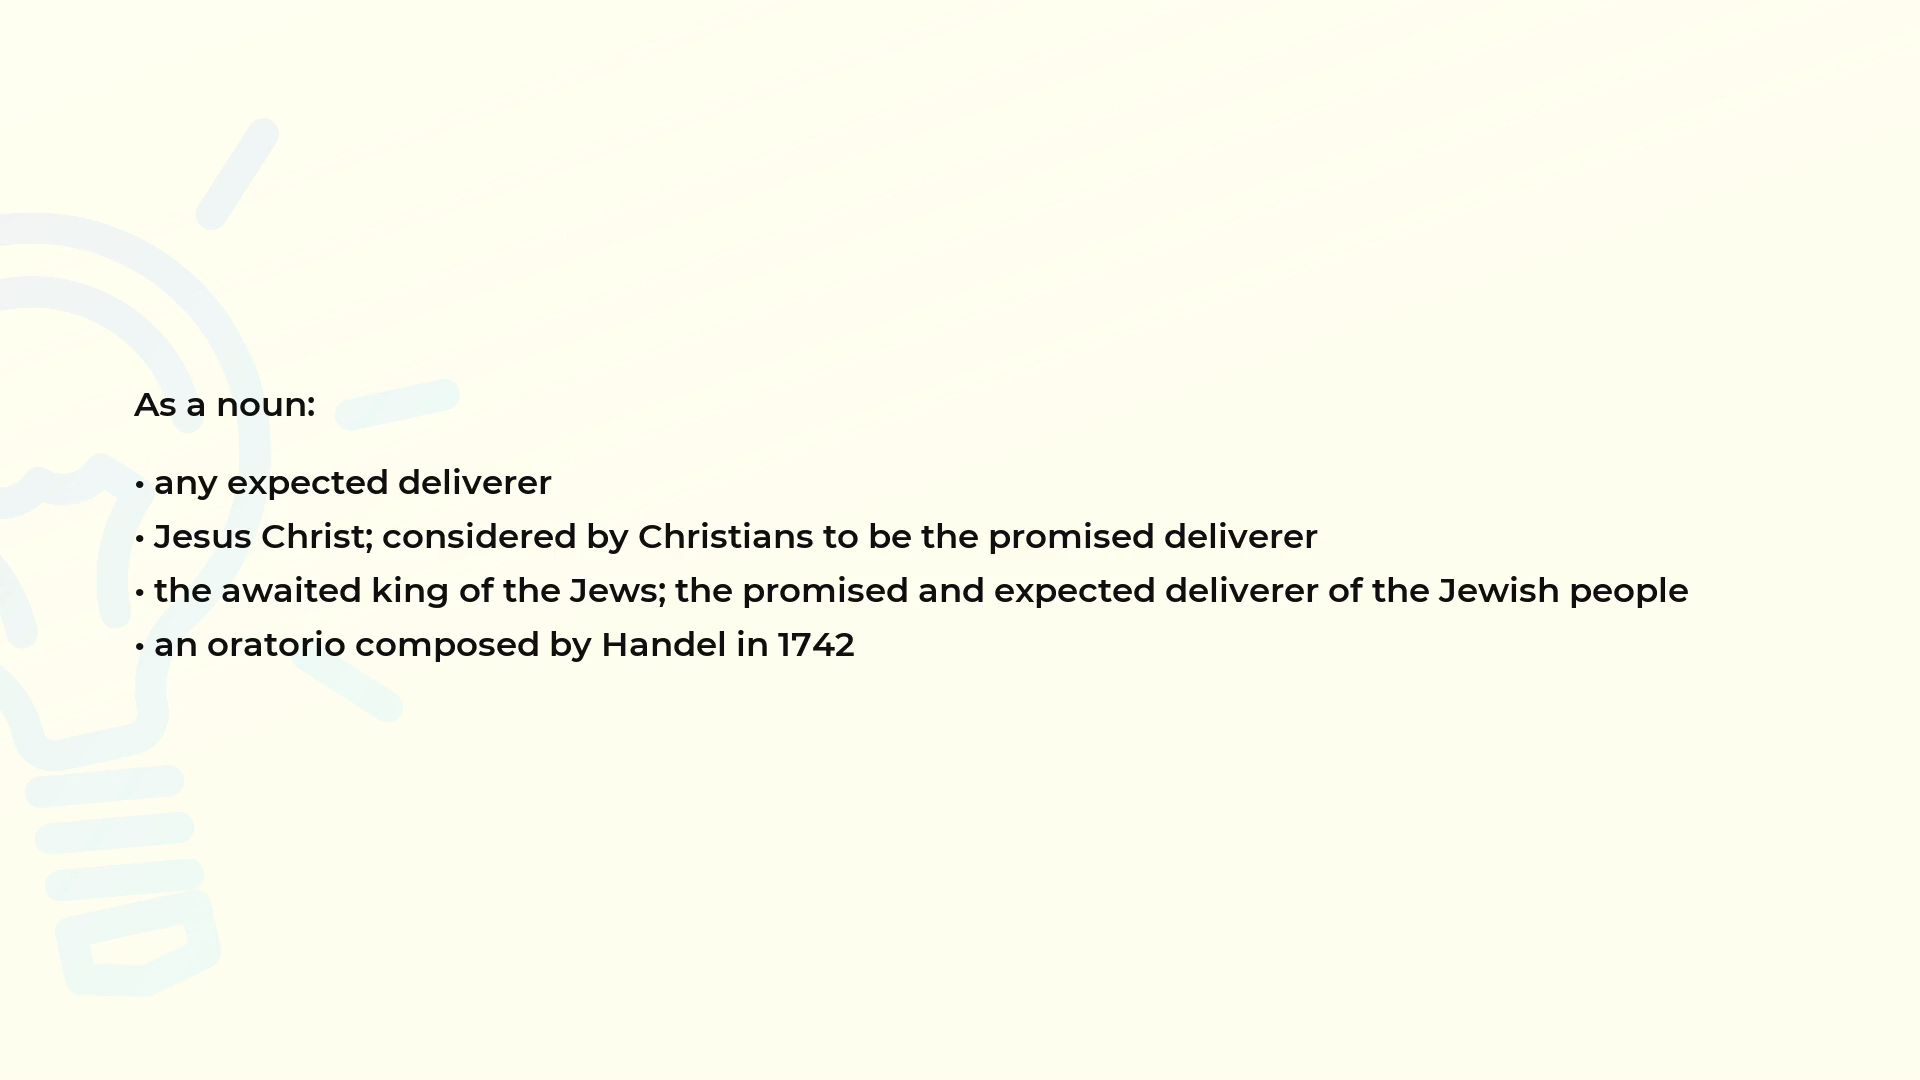 As a noun:
• any expected deliverer
• Jesus Christ; considered by Christians to be the promised deliverer
• the awaited king of the Jews; the promised and expected deliverer of the Jewish people
• an oratorio composed by Handel in 1742